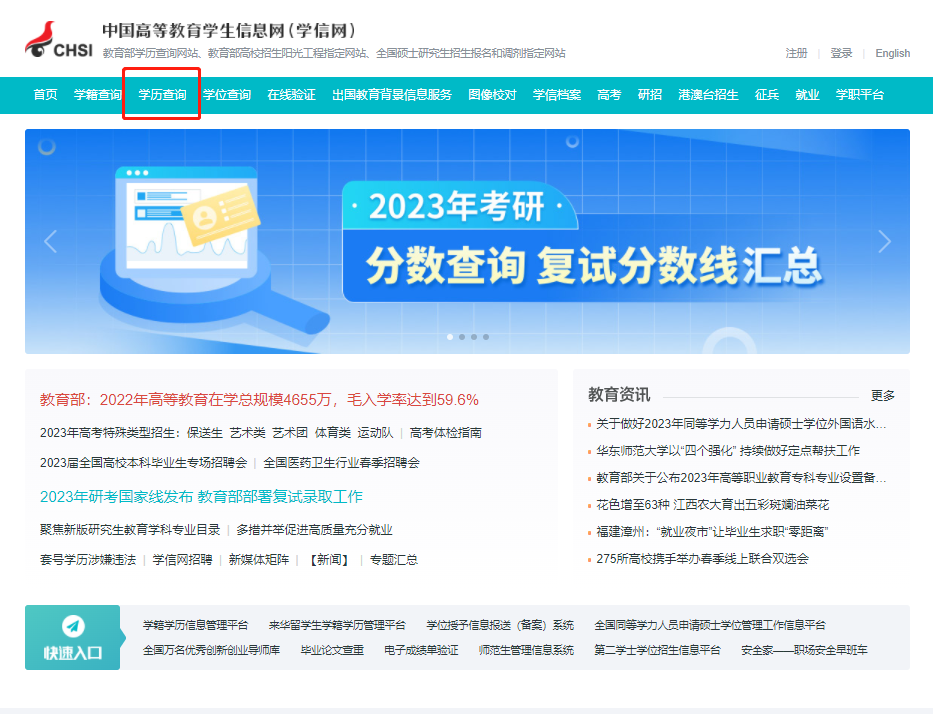 中国高等教育学生信息网(学信网)
CHSI
教育部学历查询网站、教育部高校招生阳光工程指定网站、全国硕士研究生招生报名和调剂指定网站
注册 | 登录 | English
首页 学籍查询 学历查询 学位查询 在线验证 出国教育背景信息服务 图像校对 学信档案 高考 研招 港澳台招生 征兵 就业 学职平台
· 2023年考研 ·
分数查询 复试分数线汇总
教育部：2022年高等教育在学总规模4655万，毛入学率达到59.6%
2023年高考特殊类型招生：保送生 艺术类 艺术团 体育类 运动队 | 高考体检指南
2023届全国高校本科毕业生专场招聘会 | 全国医药卫生行业春季招聘会
2023年研考国家线发布 教育部部署复试录取工作
聚焦新版研究生教育学科专业目录 | 多措并举促进高质量充分就业
套号学历涉嫌违法 | 学信网招聘 | 新媒体矩阵 | 【新闻】 | 专题汇总
教育资讯 更多
关于做好2023年同等学力人员申请硕士学位外国语水...
华东师范大学以“四个强化” 持续做好定点帮扶工作
教育部关于公布2023年高等职业教育专科专业设置备...
花色增至63种 江西农大育出五彩斑斓油菜花
福建漳州：“就业夜市”让毕业生求职“零距离”
275所高校携手举办春季线上联合双选会
快速入口
学籍学历信息管理平台 来华留学生学籍学历管理平台 学位授予信息报送（备案）系统 全国同等学力人员申请硕士学位管理工作信息平台
全国万名优秀创新创业导师库 毕业论文查重 电子成绩单验证 师范生管理信息系统 第二学士学位招生信息平台 安全家——职场安全早班车